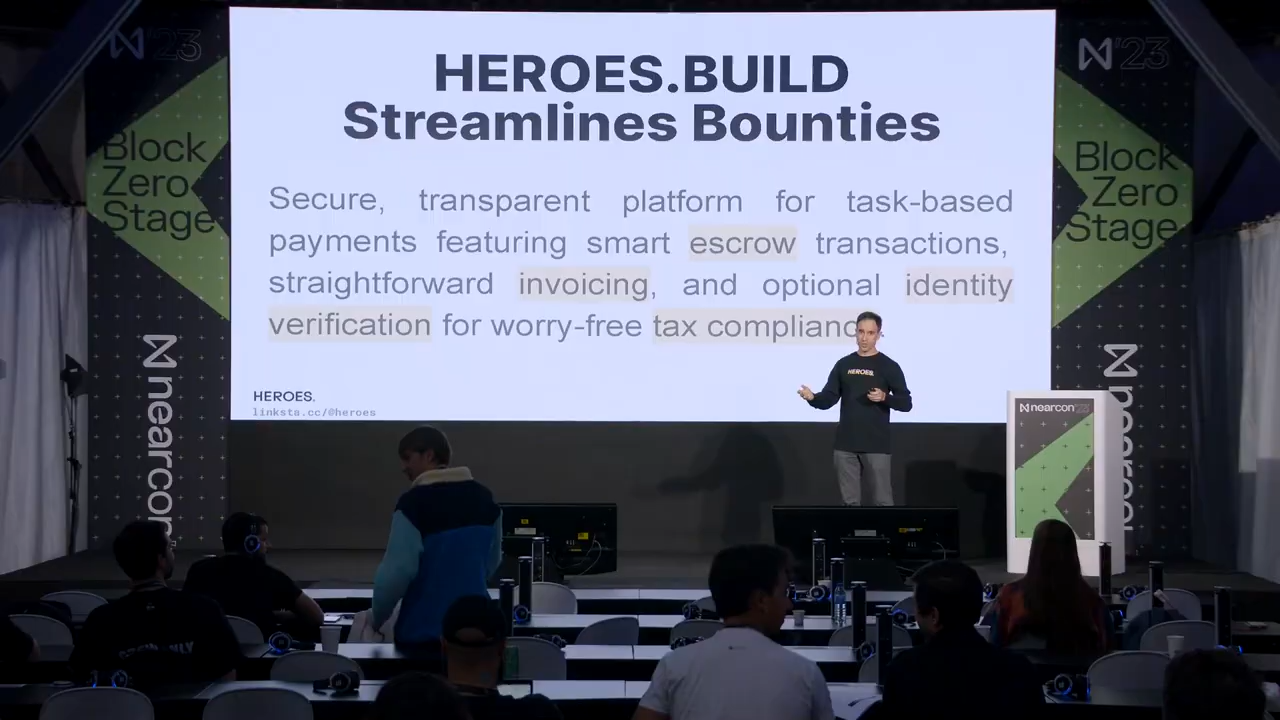 HEROES.BUILD
Streamlines Bounties
Secure, transparent platform for task-based
payments featuring smart escrow transactions,
straightforward invoicing, and optional identity
verification for worry-free tax complianc
HEROES.
linksta.cc/@heroes
HEROES.
N '23
Block
Zero
Stage
nearcon
N '23
Block
Zero
Stage
nearcon
nearcon'23